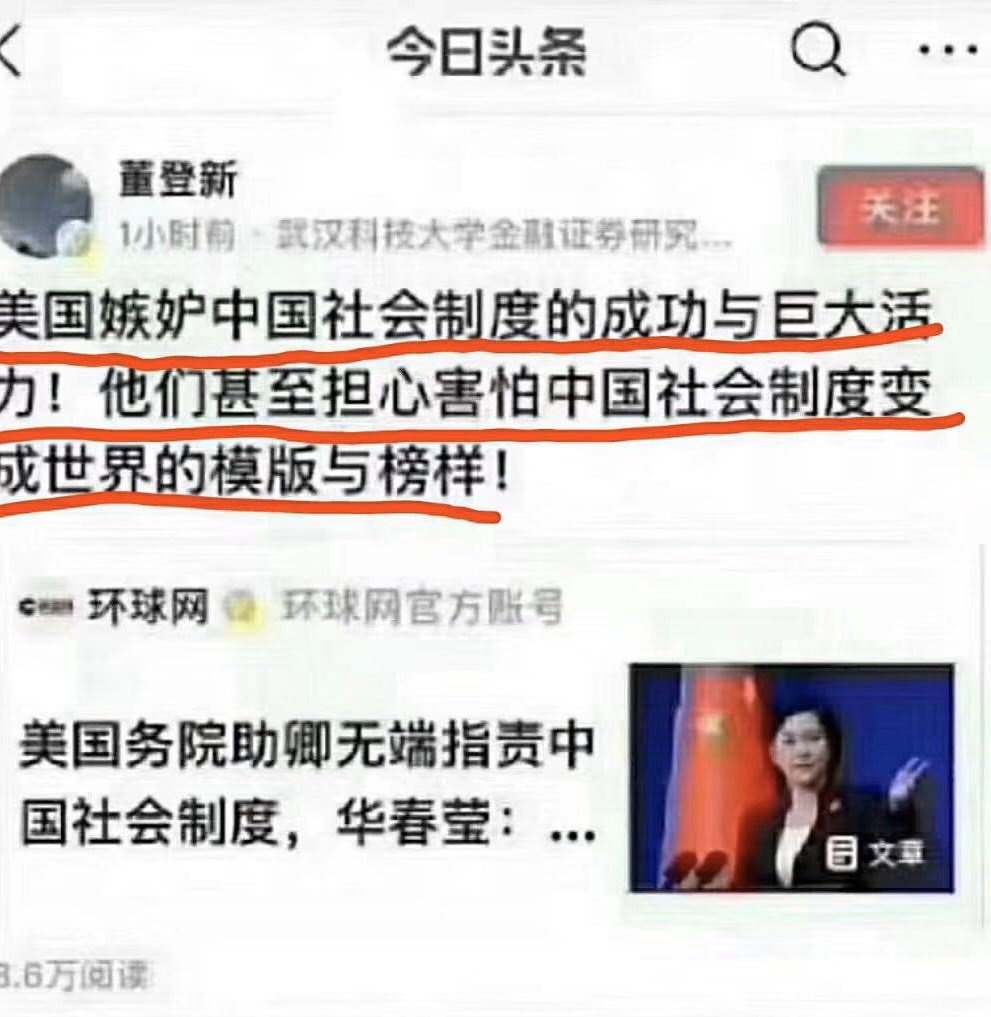 今日头条
董登新
关注
1小时前 · 武汉科技大学金融证券研究...
美国嫉妒中国社会制度的成功与巨大活
力！他们甚至担心害怕中国社会制度变
成世界的模版与榜样！
环球网 环球网官方账号
美国务院助卿无端指责中
国社会制度，华春莹：...
文章
.6万阅读